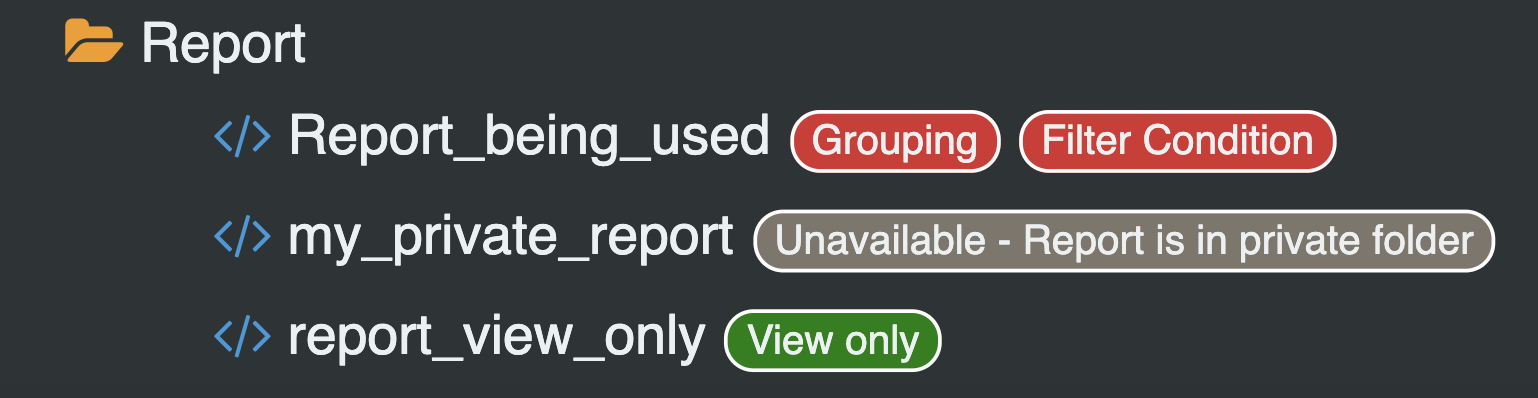 Report
</> Report_being_used Grouping Filter Condition
</> my_private_report Unavailable - Report is in private folder
</> report_view_only View only